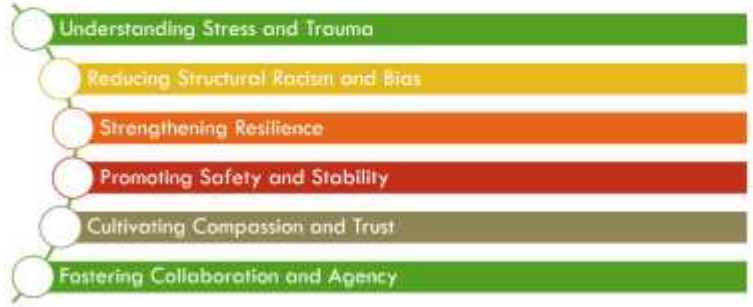 Understanding Stress and Trauma
Reducing Structural Racism and Bias
Strengthening Resilience
Promoting Safety and Stability
Cultivating Compassion and Trust
Fostering Collaboration and Agency